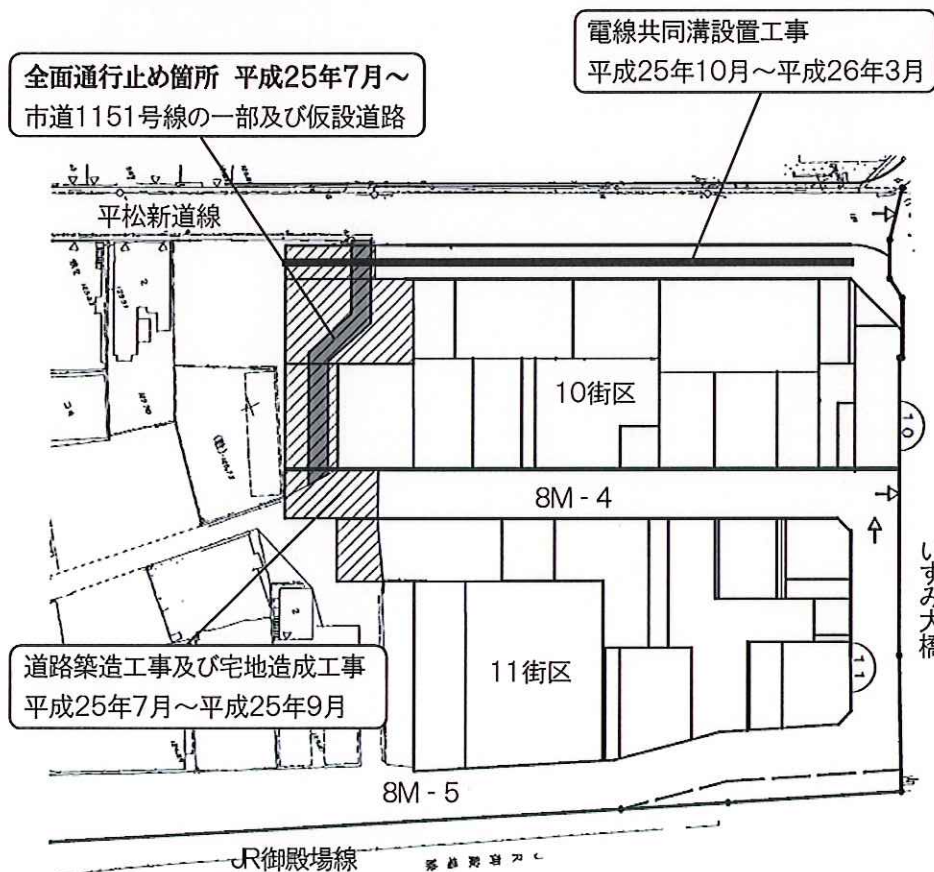 電線共同溝設置工事
平成25年10月～平成26年3月
全面通行止め箇所 平成25年7月～
市道1151号線の一部及び仮設道路
平松新道線
10街区
10
8M - 4
いずみ大橋
道路築造工事及び宅地造成工事
平成25年7月～平成25年9月
11街区
11
8M - 5
JR御殿場線